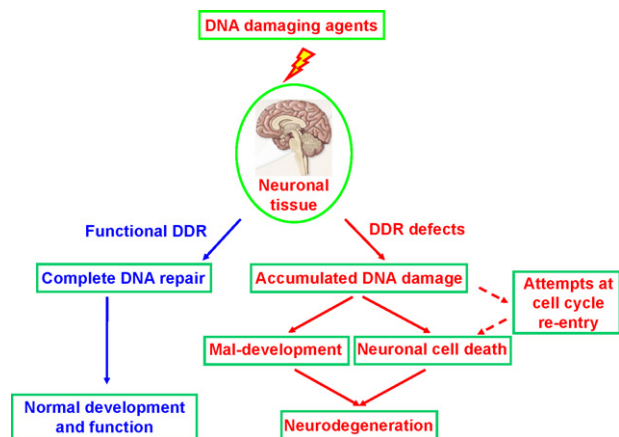 DNA damaging agents
Neuronal
tissue
Functional DDR
DDR defects
Complete DNA repair
Accumulated DNA damage
Attempts at
cell cycle
re-entry
Mal-development
Neuronal cell death
Normal development
and function
Neurodegeneration